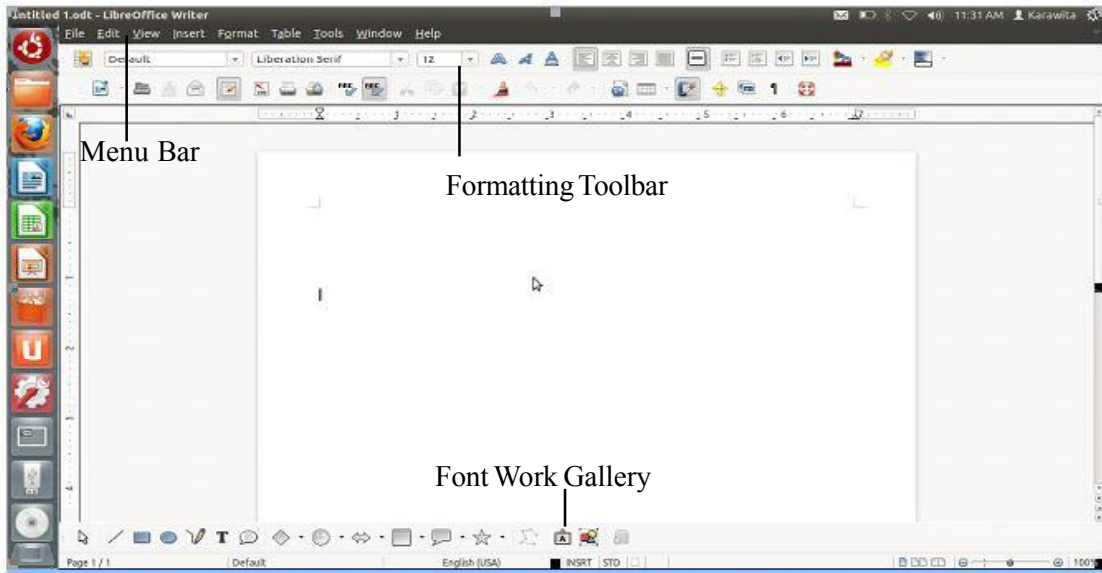 Untitled 1.odt - LibreOffice Writer
11:31 AM Karawita
File Edit View Insert Format Table Tools Window Help
Default Liberation Serif 12
Menu Bar
Formatting Toolbar
Font Work Gallery
Page 1 / 1 Default English (USA) INSRT STD 100%